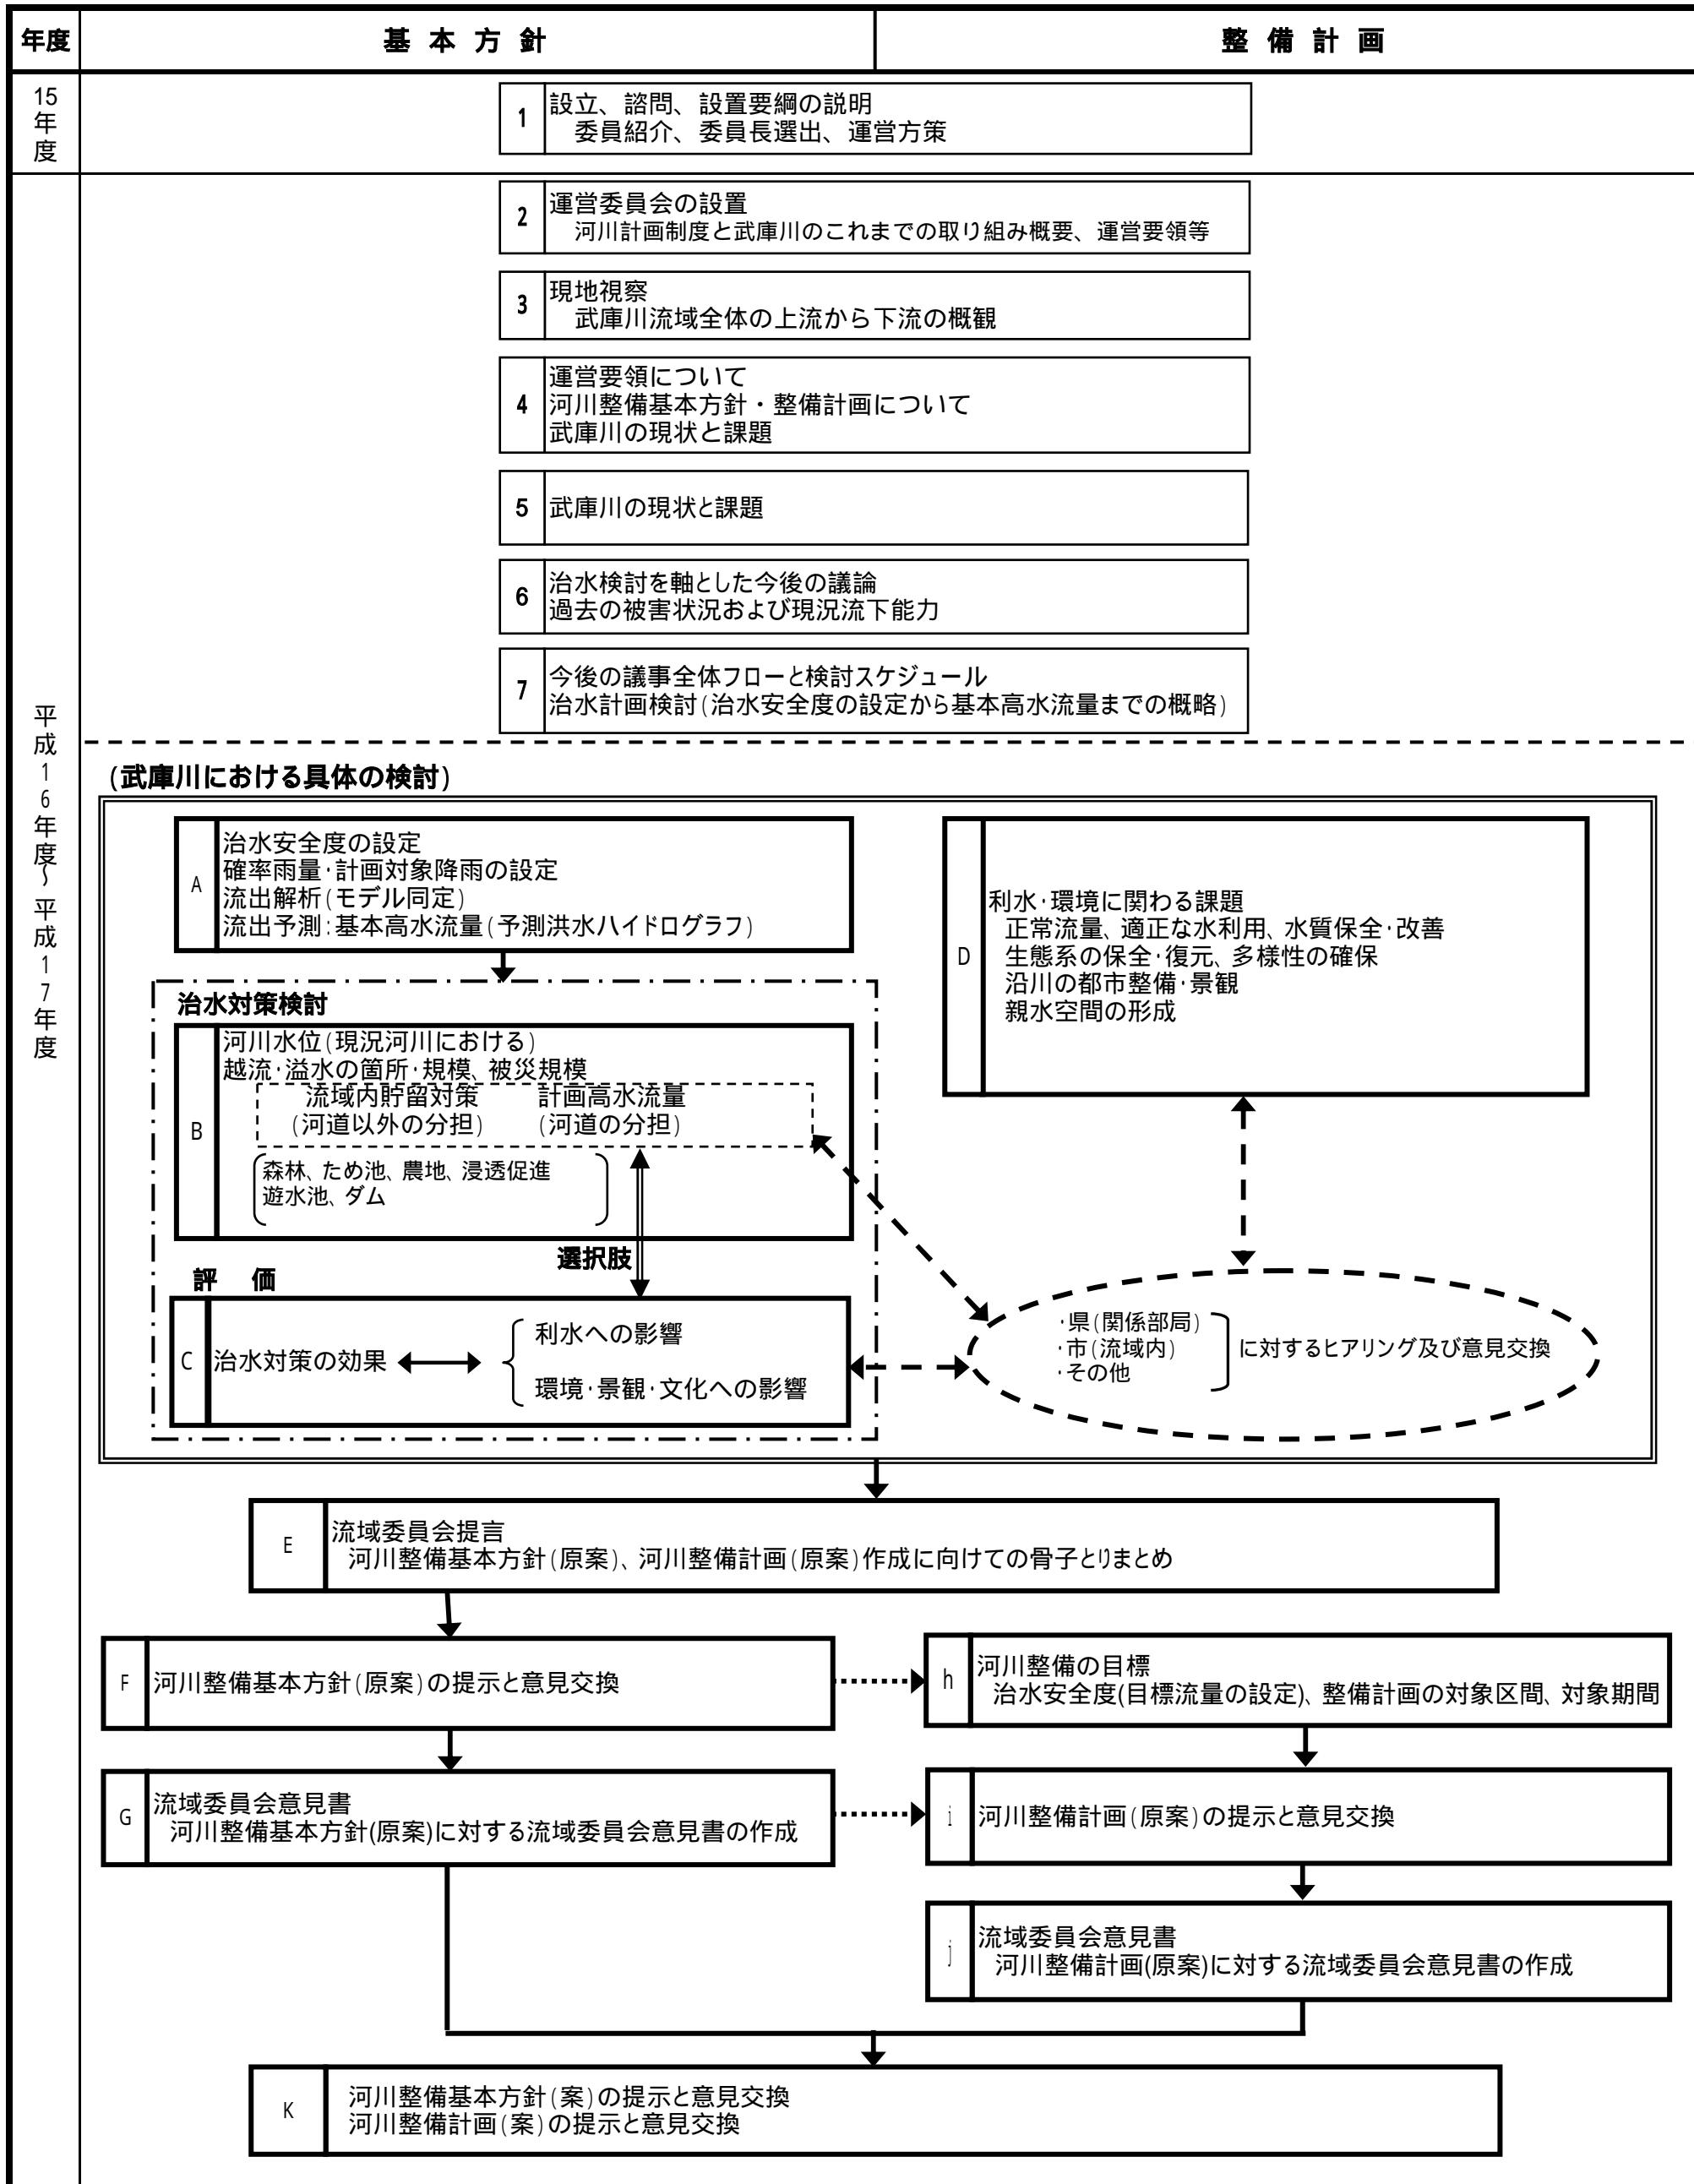 年度
基本方針
整備計画
15年度
1
設立、諮問、設置要綱の説明
委員紹介、委員長選出、運営方策
2
運営委員会の設置
河川計画制度と武庫川のこれまでの取り組み概要、運営要領等
3
現地視察
武庫川流域全体の上流から下流の概観
4
運営要領について
河川整備基本方針・整備計画について
武庫川の現状と課題
5
武庫川の現状と課題
6
治水検討を軸とした今後の議論
過去の被害状況および現況流下能力
7
今後の議事全体フローと検討スケジュール
治水計画検討(治水安全度の設定から基本高水流量までの概略)
平成16年度~平成17年度
(武庫川における具体の検討)
A
治水安全度の設定
確率雨量・計画対象降雨の設定
流出解析(モデル同定)
流出予測:基本高水流量(予測洪水ハイドログラフ)
D
利水・環境に関わる課題
正常流量、適正な水利用、水質保全・改善
生態系の保全・復元、多様性の確保
沿川の都市整備・景観
親水空間の形成
治水対策検討
B
河川水位(現況河川における)
越流・溢水の箇所・規模、被災規模
流域内貯留対策 計画高水流量
(河道以外の分担) (河道の分担)
森林、ため池、農地、浸透促進
遊水池、ダム
選択肢
評 価
C
治水対策の効果
利水への影響
環境・景観・文化への影響
・県(関係部局)
・市(流域内)
・その他
に対するヒアリング及び意見交換
E
流域委員会提言
河川整備基本方針(原案)、河川整備計画(原案)作成に向けての骨子とりまとめ
F
河川整備基本方針(原案)の提示と意見交換
h
河川整備の目標
治水安全度(目標流量の設定)、整備計画の対象区間、対象期間
G
流域委員会意見書
河川整備基本方針(原案)に対する流域委員会意見書の作成
i
河川整備計画(原案)の提示と意見交換
j
流域委員会意見書
河川整備計画(原案)に対する流域委員会意見書の作成
K
河川整備基本方針(案)の提示と意見交換
河川整備計画(案)の提示と意見交換